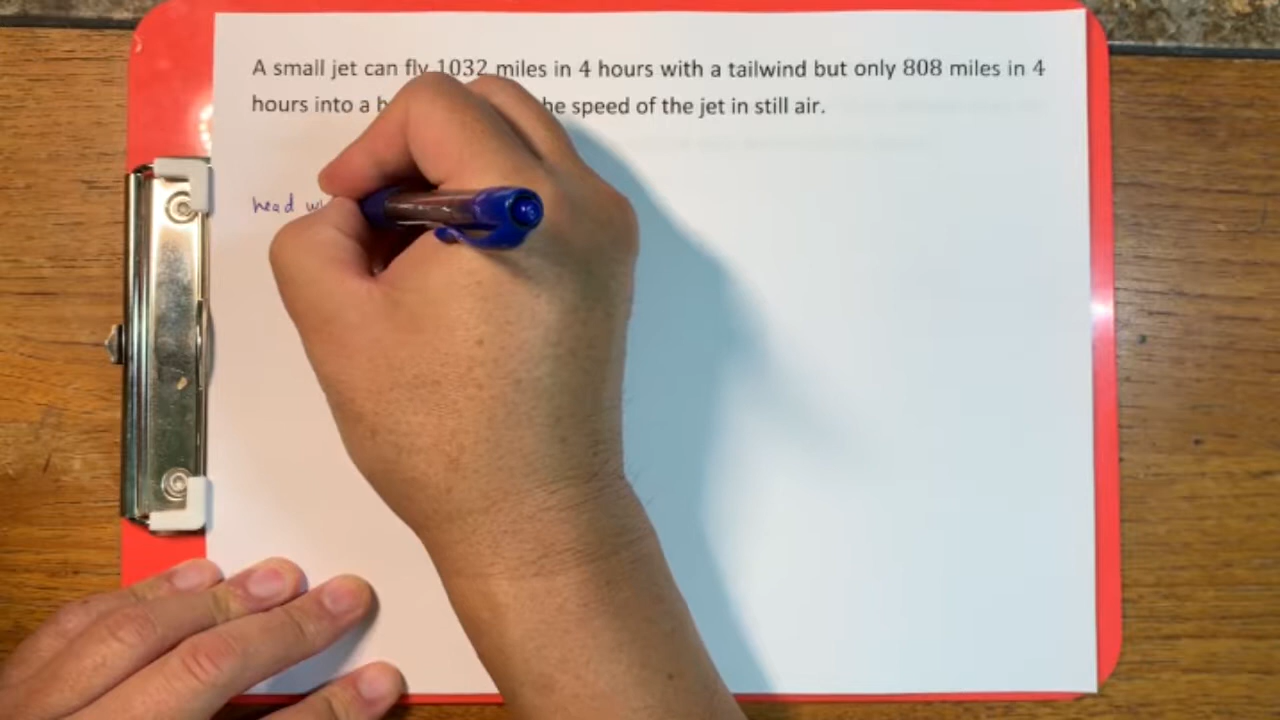 A small jet can fly 1032 miles in 4 hours with a tailwind but only 808 miles in 4
hours into a the speed of the jet in still air.
head